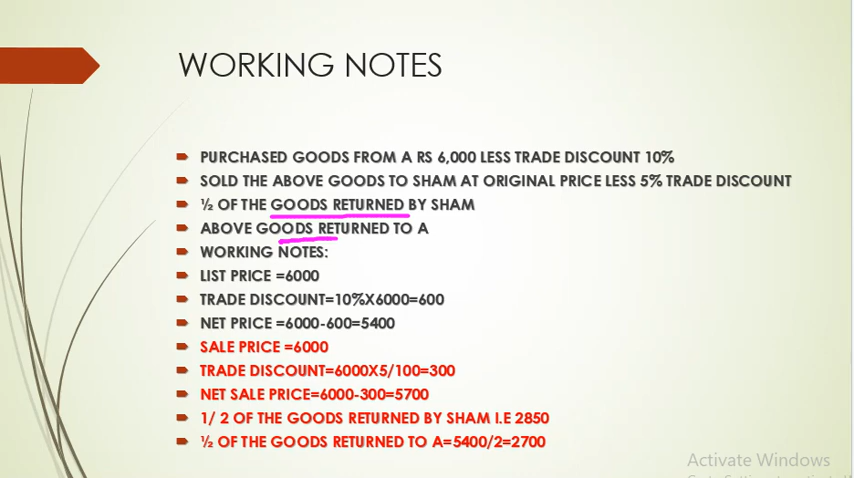 WORKING NOTES
PURCHASED GOODS FROM A RS 6,000 LESS TRADE DISCOUNT 10%
SOLD THE ABOVE GOODS TO SHAM AT ORIGINAL PRICE LESS 5% TRADE DISCOUNT
½ OF THE GOODS RETURNED BY SHAM
ABOVE GOODS RETURNED TO A
WORKING NOTES:
LIST PRICE =6000
TRADE DISCOUNT=10%X6000=600
NET PRICE =6000-600=5400
SALE PRICE =6000
TRADE DISCOUNT=6000X5/100=300
NET SALE PRICE=6000-300=5700
1/ 2 OF THE GOODS RETURNED BY SHAM I.E 2850
½ OF THE GOODS RETURNED TO A=5400/2=2700
Activate Windows